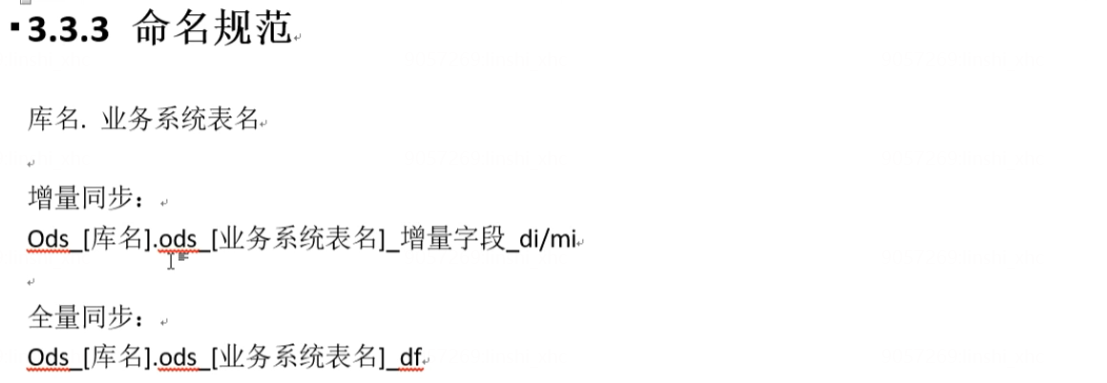 3.3.3 命名规范
库名. 业务系统表名
增量同步：
Ods_[库名].ods_[业务系统表名]_增量字段_di/mi
全量同步：
Ods_[库名].ods_[业务系统表名]_df